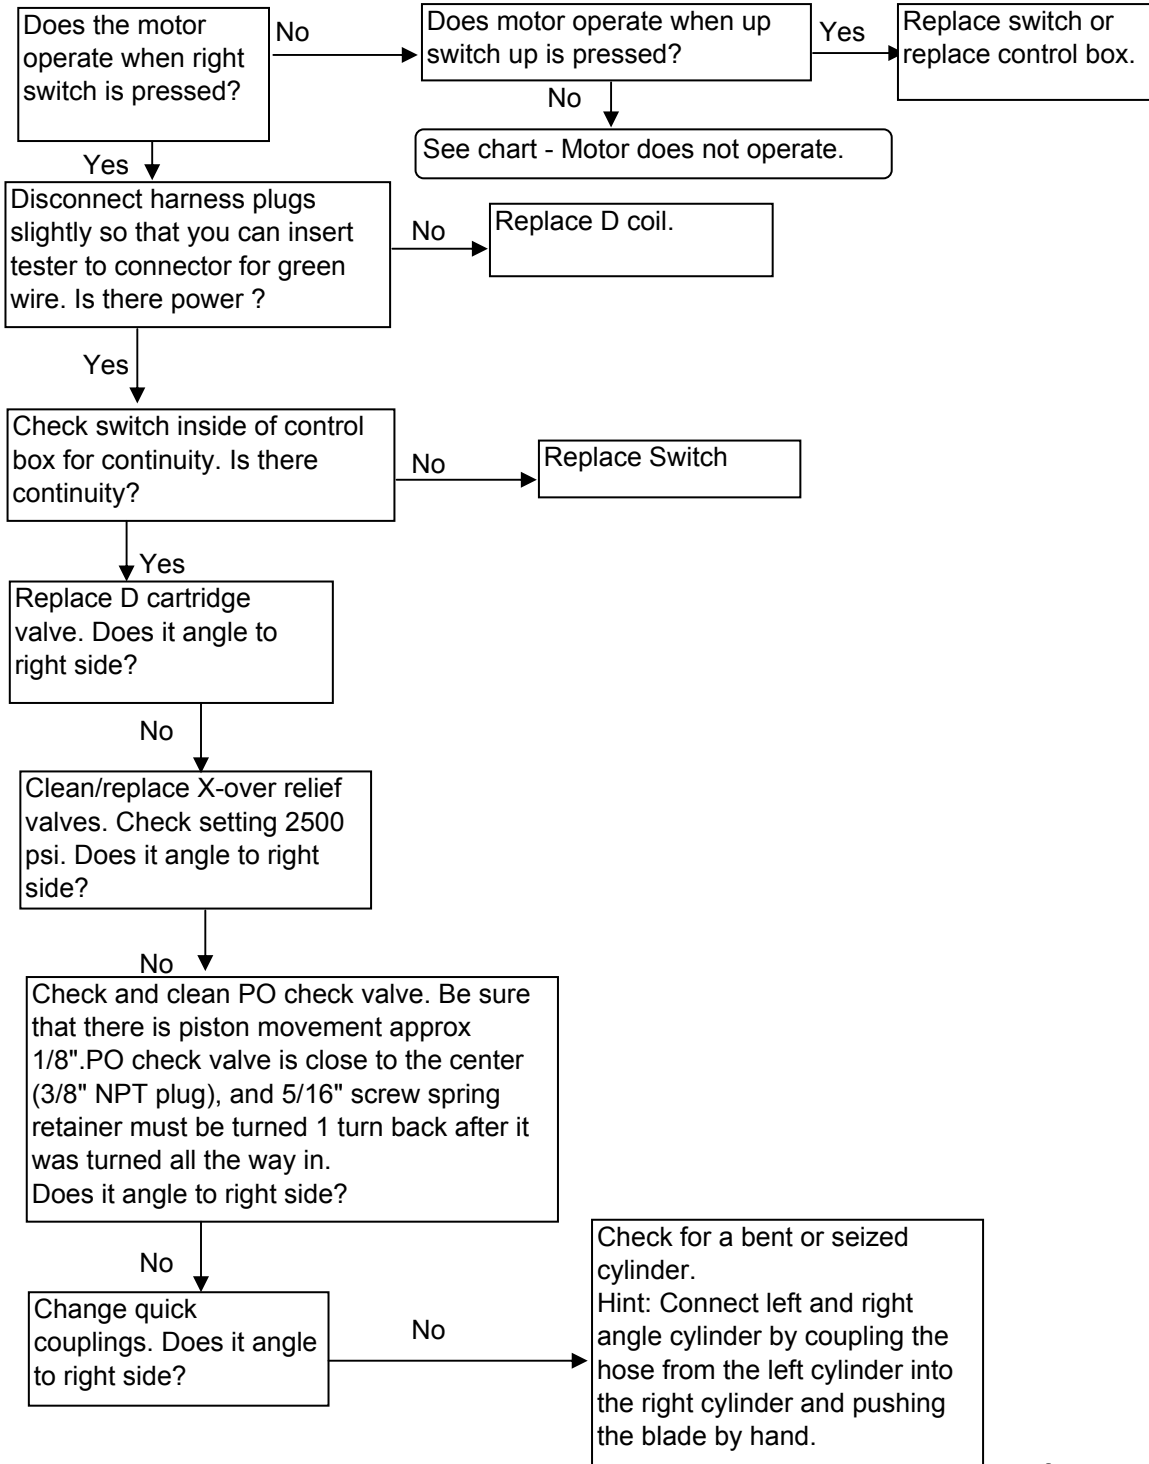 Does the motor
operate when right
switch is pressed?
No
Does motor operate when up
switch up is pressed?
Yes
Replace switch or
replace control box.
No
See chart - Motor does not operate.
Yes
Disconnect harness plugs
slightly so that you can insert
tester to connector for green
wire. Is there power ?
No
Replace D coil.
Yes
Check switch inside of control
box for continuity. Is there
continuity?
No
Replace Switch
Yes
Replace D cartridge
valve. Does it angle to
right side?
No
Clean/replace X-over relief
valves. Check setting 2500
psi. Does it angle to right
side?
No
Check and clean PO check valve. Be sure
that there is piston movement approx
1/8".PO check valve is close to the center
(3/8" NPT plug), and 5/16" screw spring
retainer must be turned 1 turn back after it
was turned all the way in.
Does it angle to right side?
No
Change quick
couplings. Does it angle
to right side?
No
Check for a bent or seized
cylinder.
Hint: Connect left and right
angle cylinder by coupling the
hose from the left cylinder into
the right cylinder and pushing
the blade by hand.